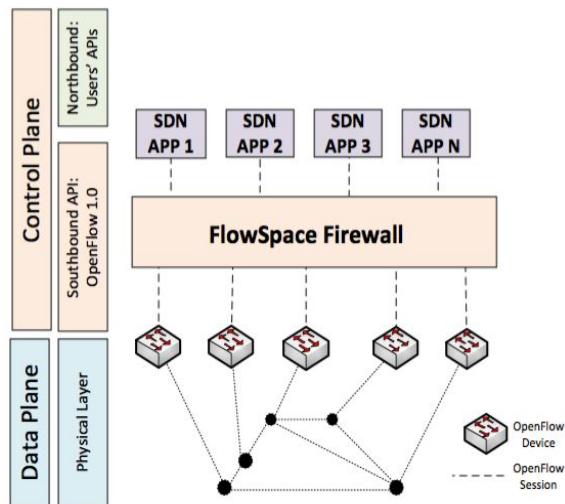 Control Plane
Northbound:
Users' APIs
Southbound API:
OpenFlow 1.0
Data Plane
Physical Layer
SDN
APP 1
SDN
APP 2
SDN
APP 3
SDN
APP N
FlowSpace Firewall
OpenFlow
Device
OpenFlow
Session